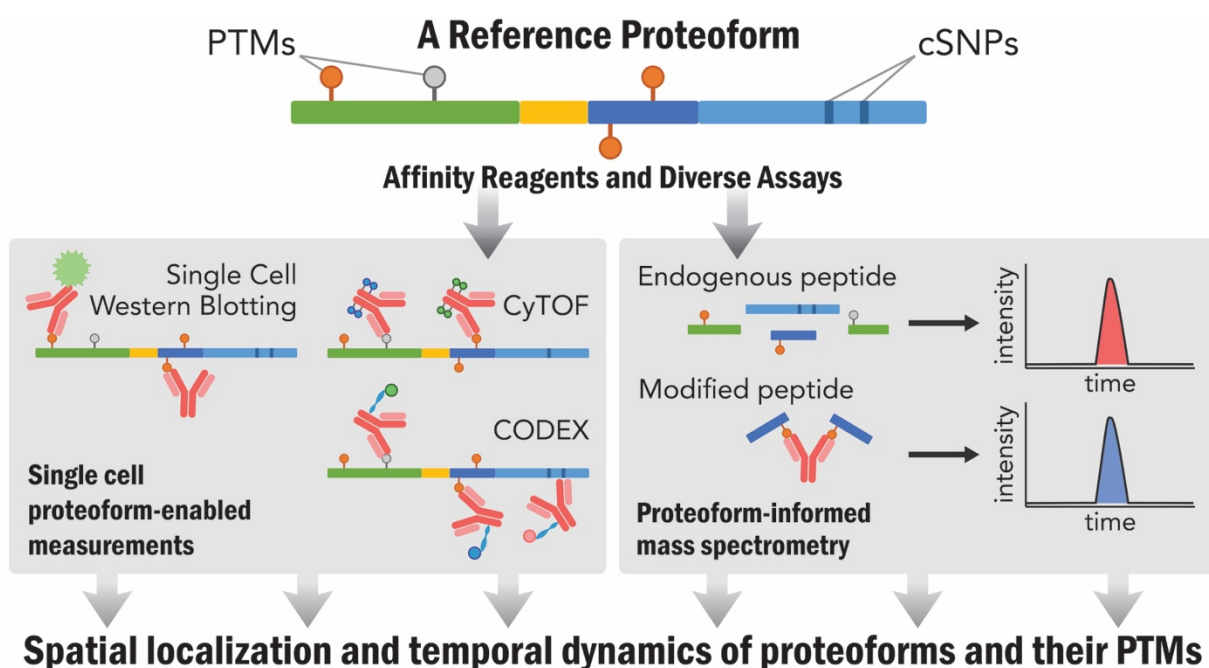 A Reference Proteoform
PTMs
cSNPs
Affinity Reagents and Diverse Assays
Single Cell
Western Blotting
CyTOF
CODEX
Single cell
proteoform-enabled
measurements
Endogenous peptide
intensity
time
Modified peptide
intensity
time
Proteoform-informed
mass spectrometry
Spatial localization and temporal dynamics of proteoforms and their PTMs